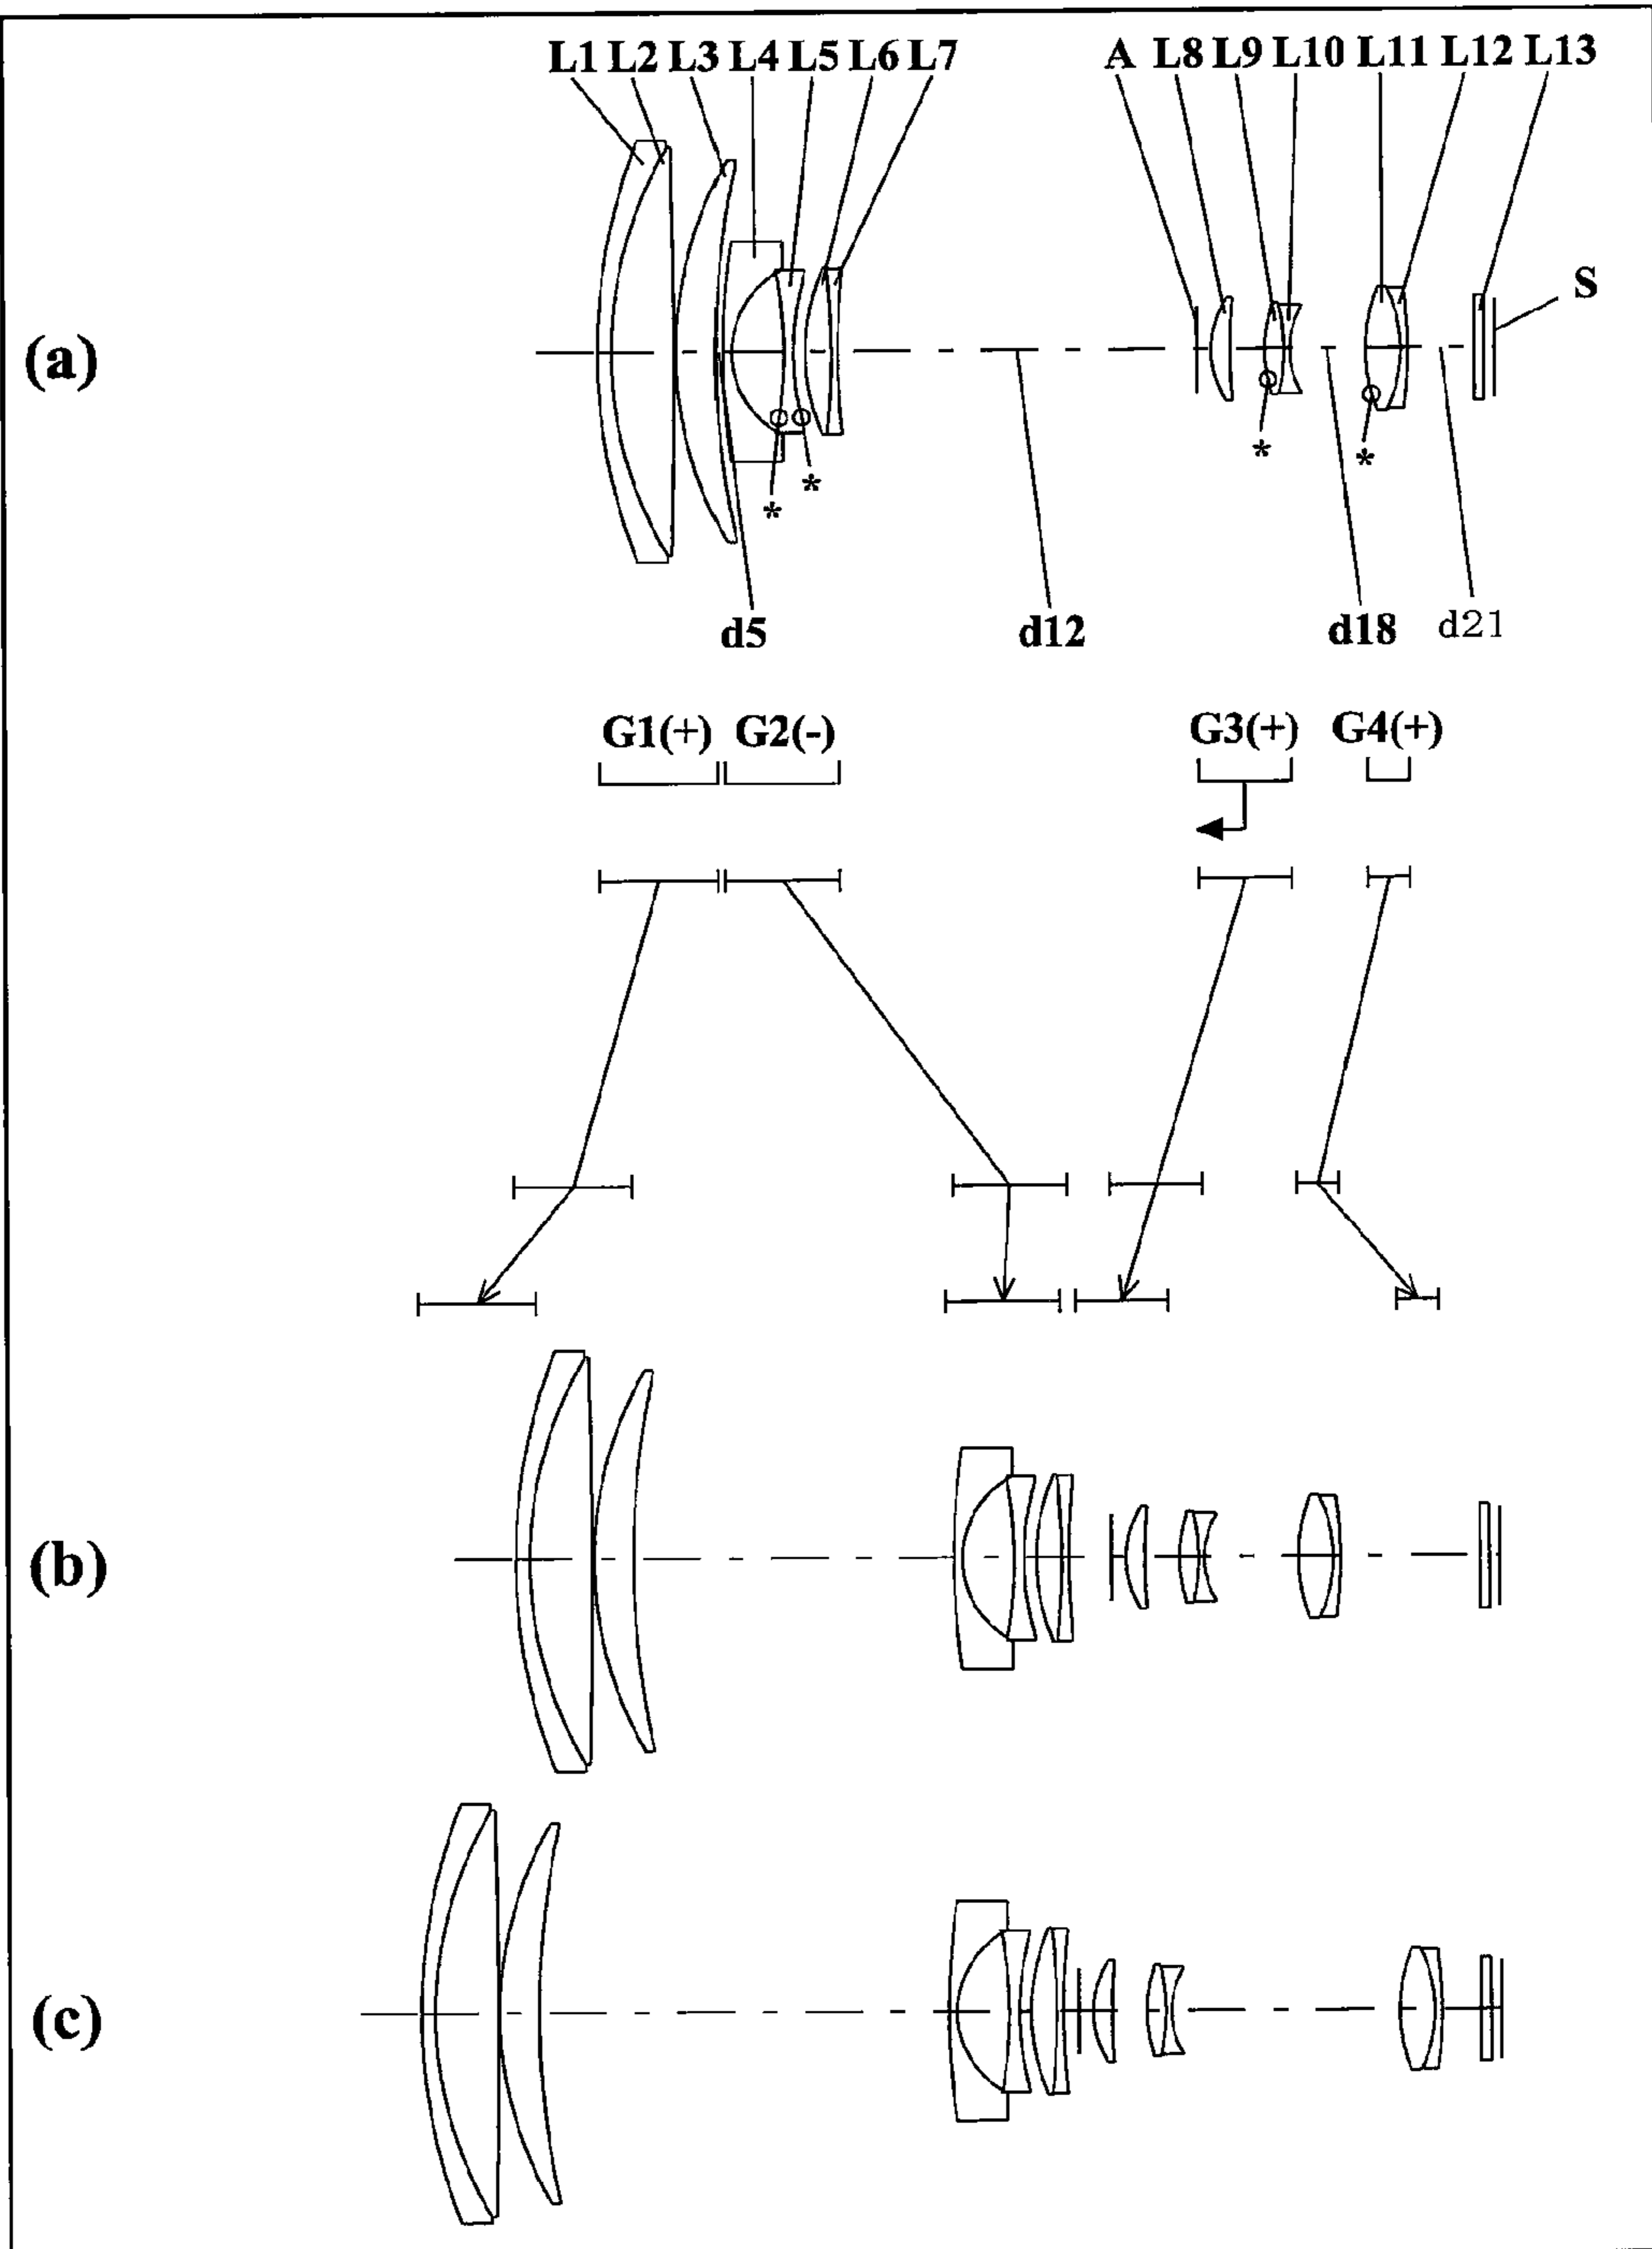 L1 L2 L3 L4 L5 L6 L7 A L8 L9 L10 L11 L12 L13
S
(a)
* * * *
d5 d12 d18 d21
G1(+) G2(-) G3(+) G4(+)
(b)
(c)